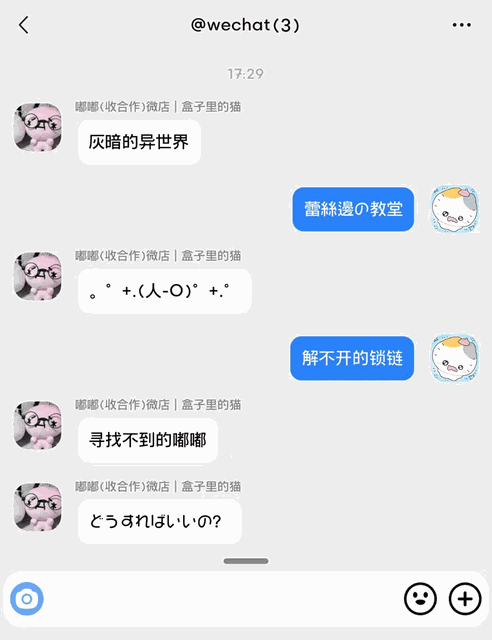 @wechat(3)
17:29
嘟嘟(收合作)微店｜盒子里的猫
灰暗的异世界
蕾絲邊の教堂
嘟嘟(收合作)微店｜盒子里的猫
。゜+.(人-O)゜+.゜
解不开的锁链
嘟嘟(收合作)微店｜盒子里的猫
寻找不到的嘟嘟
嘟嘟(收合作)微店｜盒子里的猫
どうすればいいの?